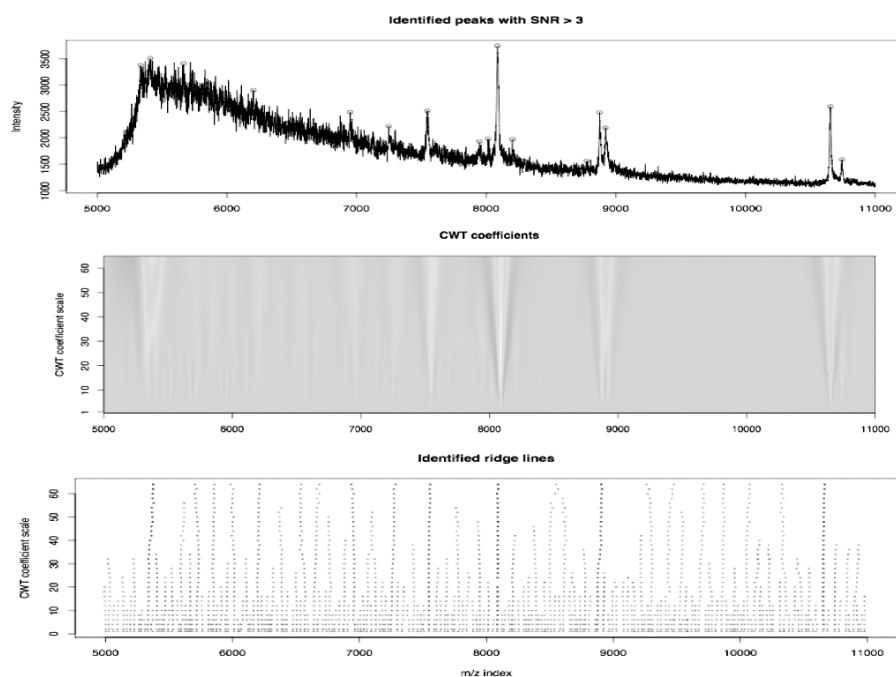 Identified peaks with SNR > 3
Intensity
3500
3000
2500
2000
1500
1000
5000 6000 7000 8000 9000 10000 11000
CWT coefficients
CWT coefficient scale
60
50
40
30
20
10
1
5000 6000 7000 8000 9000 10000 11000
Identified ridge lines
CWT coefficient scale
60
50
40
30
20
10
0
5000 6000 7000 8000 9000 10000 11000
m/z index